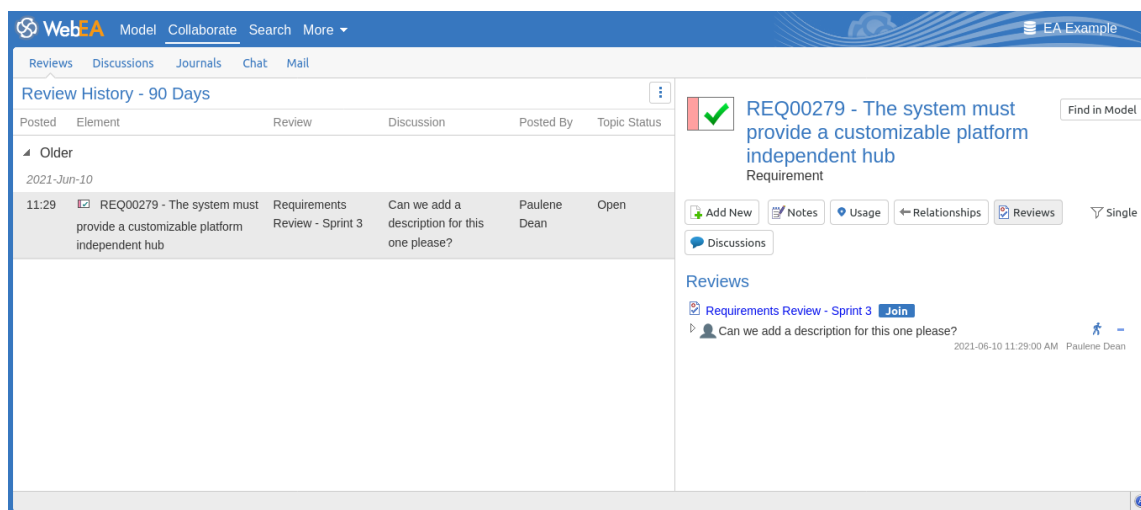 WebEA Model Collaborate Search More EA Example
Reviews Discussions Journals Chat Mail
Review History - 90 Days
Posted Element Review Discussion Posted By Topic Status
Older
2021-Jun-10
11:29 REQ00279 - The system must Requirements Can we add a Paulene Open
provide a customizable platform Review - Sprint 3 description for this Dean
independent hub one please?
REQ00279 - The system must Find in Model
provide a customizable platform
independent hub
Requirement
Add New Notes Usage Relationships Reviews Single
Discussions
Reviews
Requirements Review - Sprint 3 Join
Can we add a description for this one please?
2021-06-10 11:29:00 AM Paulene Dean